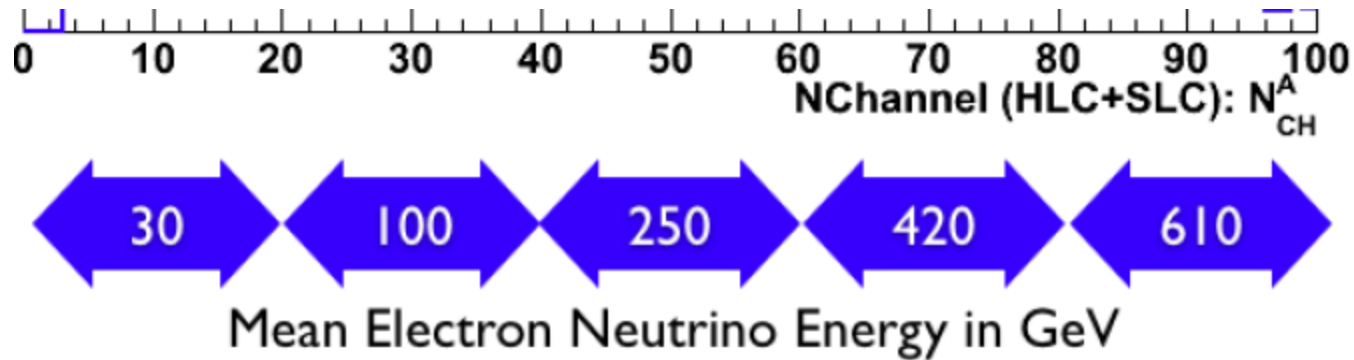 0 10 20 30 40 50 60 70 80 90 100
NChannel (HLC+SLC): N^A_CH
30 100 250 420 610
Mean Electron Neutrino Energy in GeV